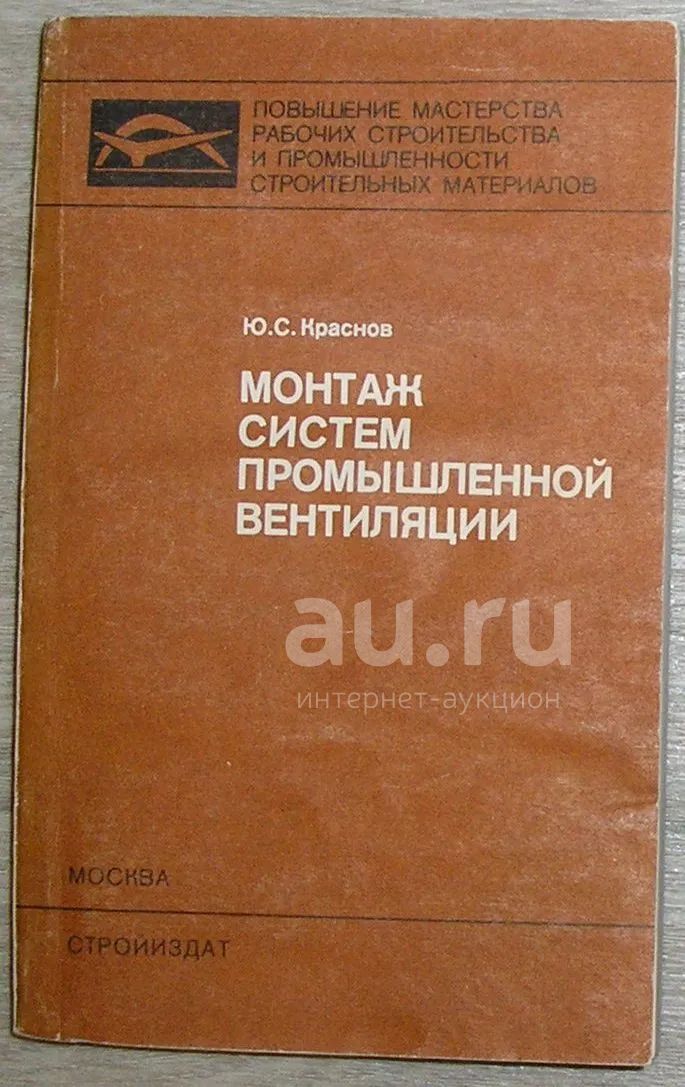 ПОВЫШЕНИЕ МАСТЕРСТВА
РАБОЧИХ СТРОИТЕЛЬСТВА
И ПРОМЫШЛЕННОСТИ
СТРОИТЕЛЬНЫХ МАТЕРИАЛОВ
Ю.С. Краснов
МОНТАЖ
СИСТЕМ
ПРОМЫШЛЕННОЙ
ВЕНТИЛЯЦИИ
au.ru
интернет-аукцион
МОСКВА
СТРОЙИЗДАТ